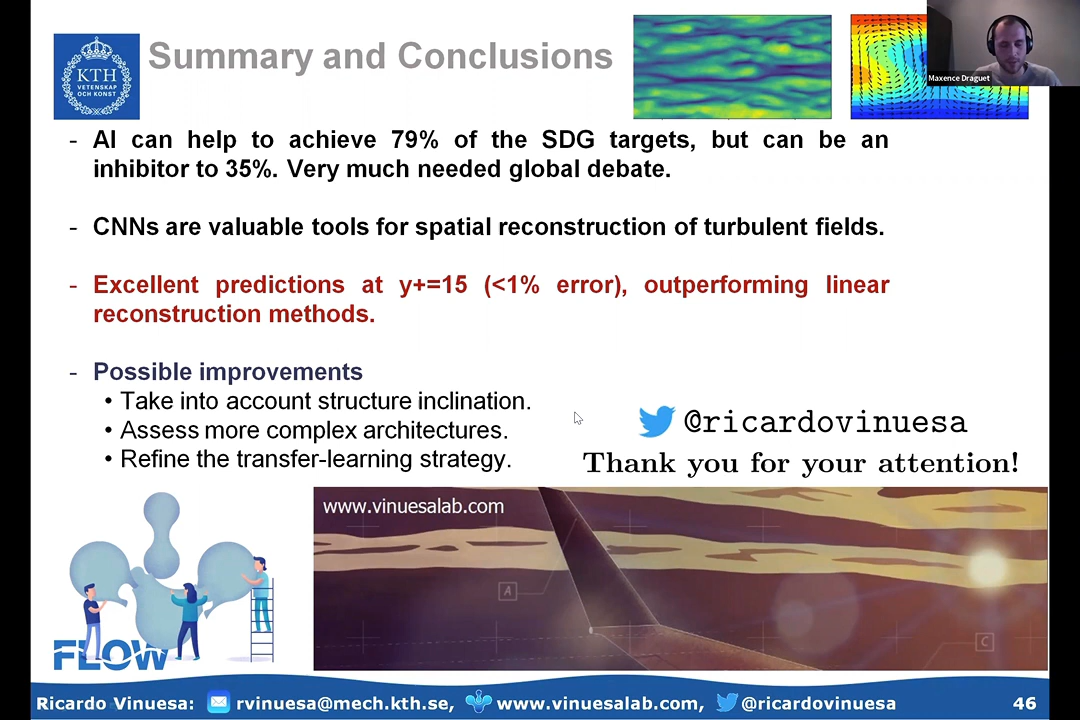 KTH
VETENSKAP
OCH KONST
Summary and Conclusions
Maxence Draguet
- AI can help to achieve 79% of the SDG targets, but can be an
inhibitor to 35%. Very much needed global debate.
- CNNs are valuable tools for spatial reconstruction of turbulent fields.
- Excellent predictions at y+=15 (<1% error), outperforming linear
reconstruction methods.
- Possible improvements
• Take into account structure inclination.
• Assess more complex architectures.
• Refine the transfer-learning strategy.
@ricardovinuesa
Thank you for your attention!
www.vinuesalab.com
A
C
FLOW
Ricardo Vinuesa: rvinuesa@mech.kth.se, www.vinuesalab.com, @ricardovinuesa 46